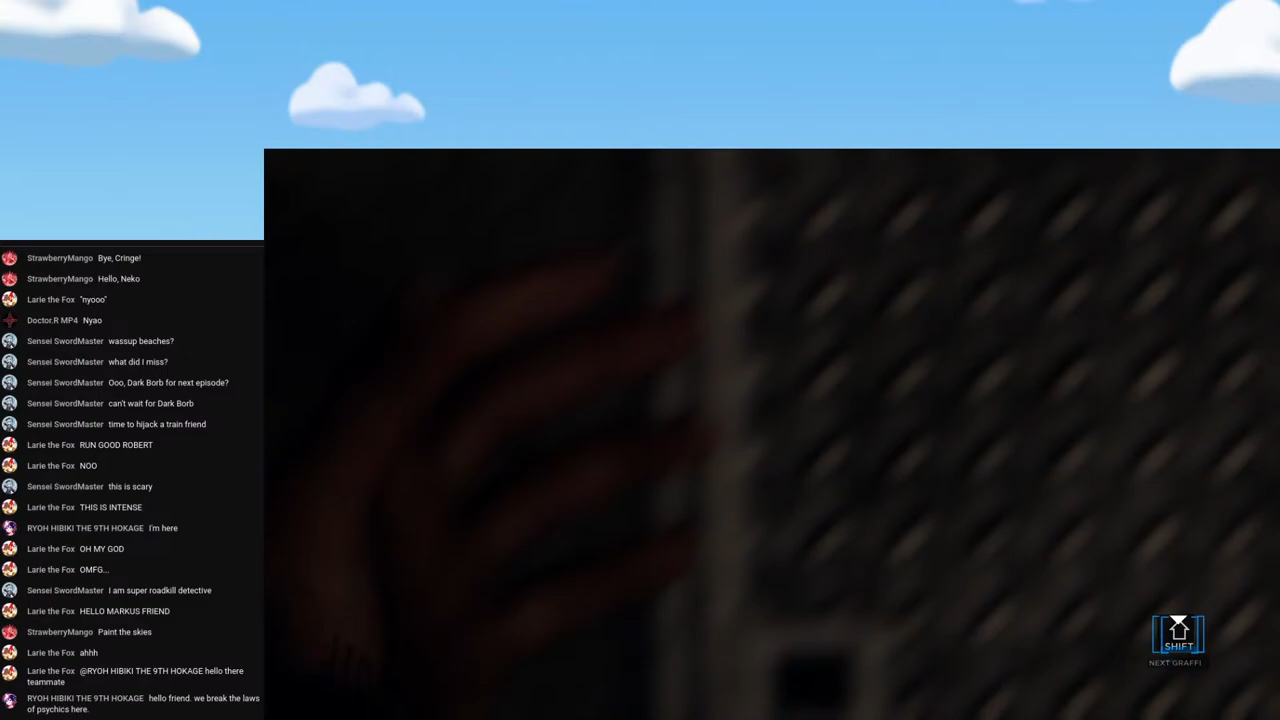 StrawberryMango Bye, Cringe!
StrawberryMango Hello, Neko
Larie the Fox "nyooo"
Doctor.R MP4 Nyao
Sensei SwordMaster wassup beaches?
Sensei SwordMaster what did I miss?
Sensei SwordMaster Ooo, Dark Borb for next episode?
Sensei SwordMaster can't wait for Dark Borb
Sensei SwordMaster time to hijack a train friend
Larie the Fox RUN GOOD ROBERT
Larie the Fox NOO
Sensei SwordMaster this is scary
Larie the Fox THIS IS INTENSE
RYOH HIBIKI THE 9TH HOKAGE I'm here
Larie the Fox OH MY GOD
Larie the Fox OMFG...
Sensei SwordMaster I am super roadkill detective
Larie the Fox HELLO MARKUS FRIEND
StrawberryMango Paint the skies
Larie the Fox ahhh
Larie the Fox @RYOH HIBIKI THE 9TH HOKAGE hello there
teammate
RYOH HIBIKI THE 9TH HOKAGE hello friend. we break the laws
of psychics here.
SHIFT
NEXT GRAFFI